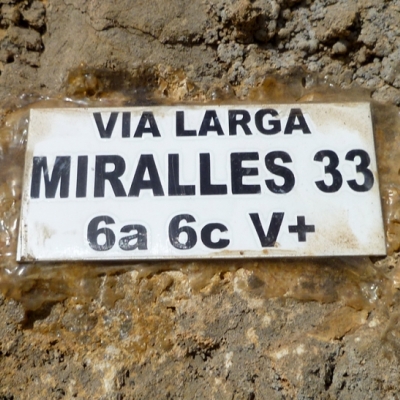 VIA LARGA
MIRALLES 33
6a 6c V+